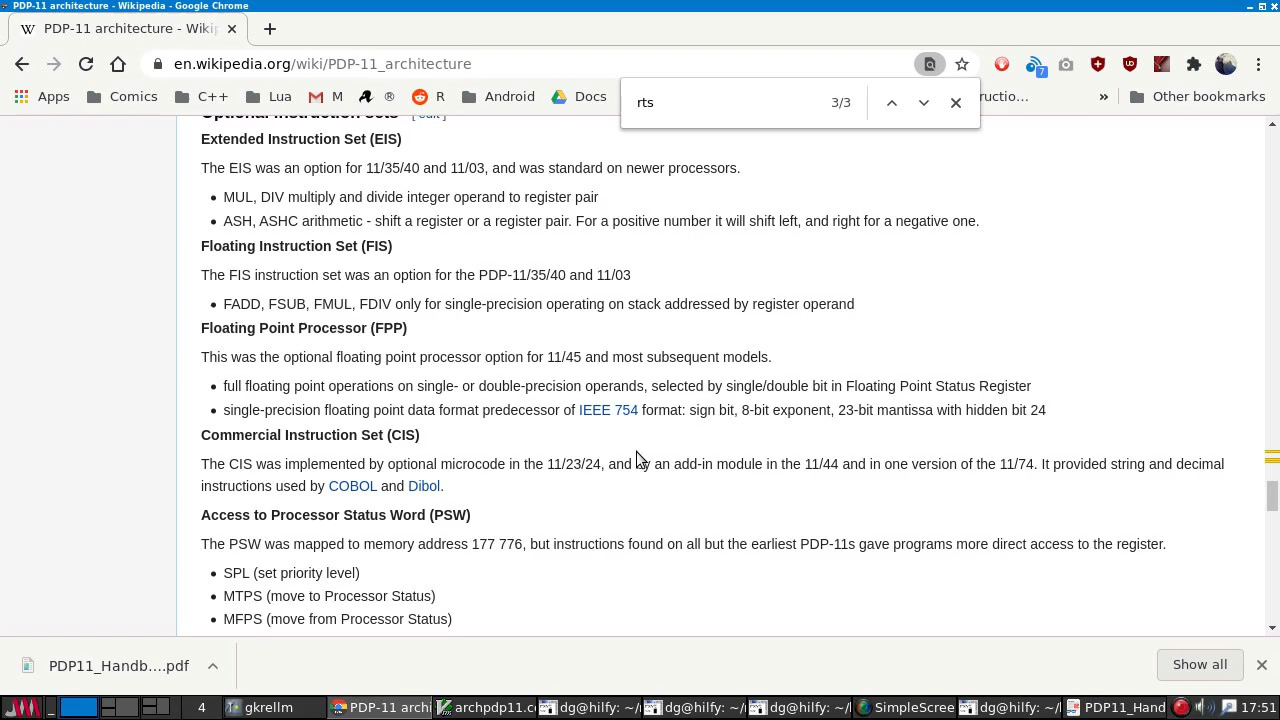 PDP-11 architecture - Wikipedia - Google Chrome
PDP-11 architecture - Wikip
en.wikipedia.org/wiki/PDP-11_architecture
7
Apps
Comics
C++
Lua
M
®
R
Android
Docs
»
Other bookmarks
rts
3/3
[ edit ]
Extended Instruction Set (EIS)
The EIS was an option for 11/35/40 and 11/03, and was standard on newer processors.
• MUL, DIV multiply and divide integer operand to register pair
• ASH, ASHC arithmetic - shift a register or a register pair. For a positive number it will shift left, and right for a negative one.
Floating Instruction Set (FIS)
The FIS instruction set was an option for the PDP-11/35/40 and 11/03
• FADD, FSUB, FMUL, FDIV only for single-precision operating on stack addressed by register operand
Floating Point Processor (FPP)
This was the optional floating point processor option for 11/45 and most subsequent models.
• full floating point operations on single- or double-precision operands, selected by single/double bit in Floating Point Status Register
• single-precision floating point data format predecessor of IEEE 754 format: sign bit, 8-bit exponent, 23-bit mantissa with hidden bit 24
Commercial Instruction Set (CIS)
The CIS was implemented by optional microcode in the 11/23/24, and by an add-in module in the 11/44 and in one version of the 11/74. It provided string and decimal
instructions used by COBOL and Dibol.
Access to Processor Status Word (PSW)
The PSW was mapped to memory address 177 776, but instructions found on all but the earliest PDP-11s gave programs more direct access to the register.
• SPL (set priority level)
• MTPS (move to Processor Status)
• MFPS (move from Processor Status)
PDP11_Handb....pdf
Show all
4
gkrellm
PDP-11 archi
archpdp11.c
dg@hilfy: ~/
dg@hilfy: ~/
dg@hilfy: ~/
SimpleScree
dg@hilfy: ~/
PDP11_Hand
17:51